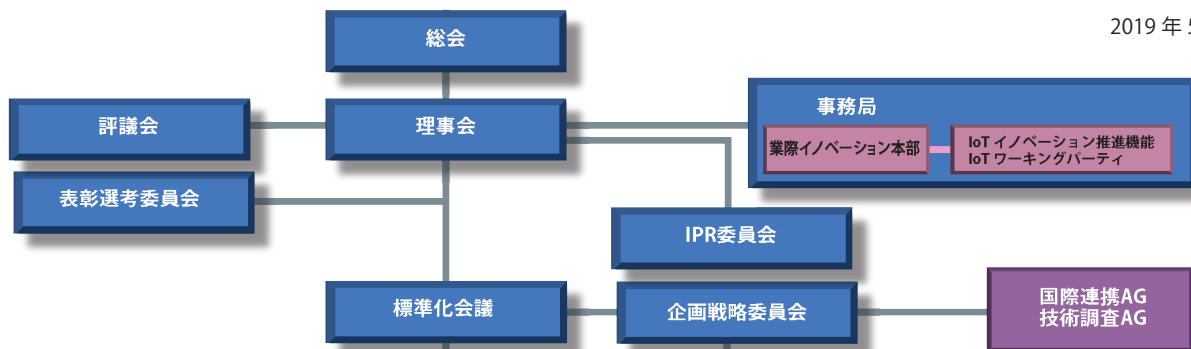 総会
2019 年 5
評議会
理事会
事務局
業際イノベーション本部
IoT イノベーション推進機能
IoT ワーキングパーティ
表彰選考委員会
IPR委員会
標準化会議
企画戦略委員会
国際連携AG
技術調査AG